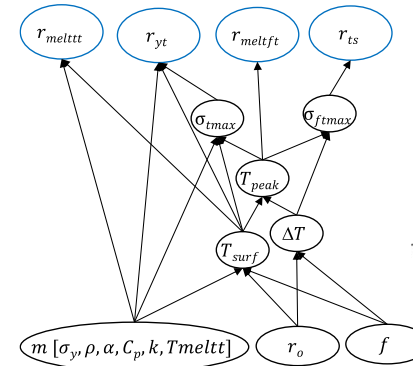 r_melttt r_yt r_meltft r_ts
σ_tmax σ_ftmax
T_peak
T_surf ΔT
m [σ_y, ρ, α, C_p, k, Tmeltt] r_o f